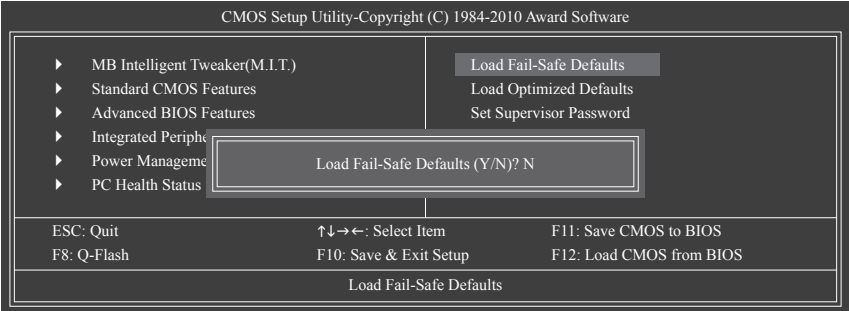 CMOS Setup Utility-Copyright (C) 1984-2010 Award Software
MB Intelligent Tweaker(M.I.T.)
Standard CMOS Features
Advanced BIOS Features
Integrated
Power
PC Health Status
Load Fail-Safe Defaults
Load Optimized Defaults
Set Supervisor Password
Load Fail-Safe Defaults (Y/N)? N
ESC: Quit
↑↓→←: Select Item
F11: Save CMOS to BIOS
F8: Q-Flash
F10: Save & Exit Setup
F12: Load CMOS from BIOS
Load Fail-Safe Defaults